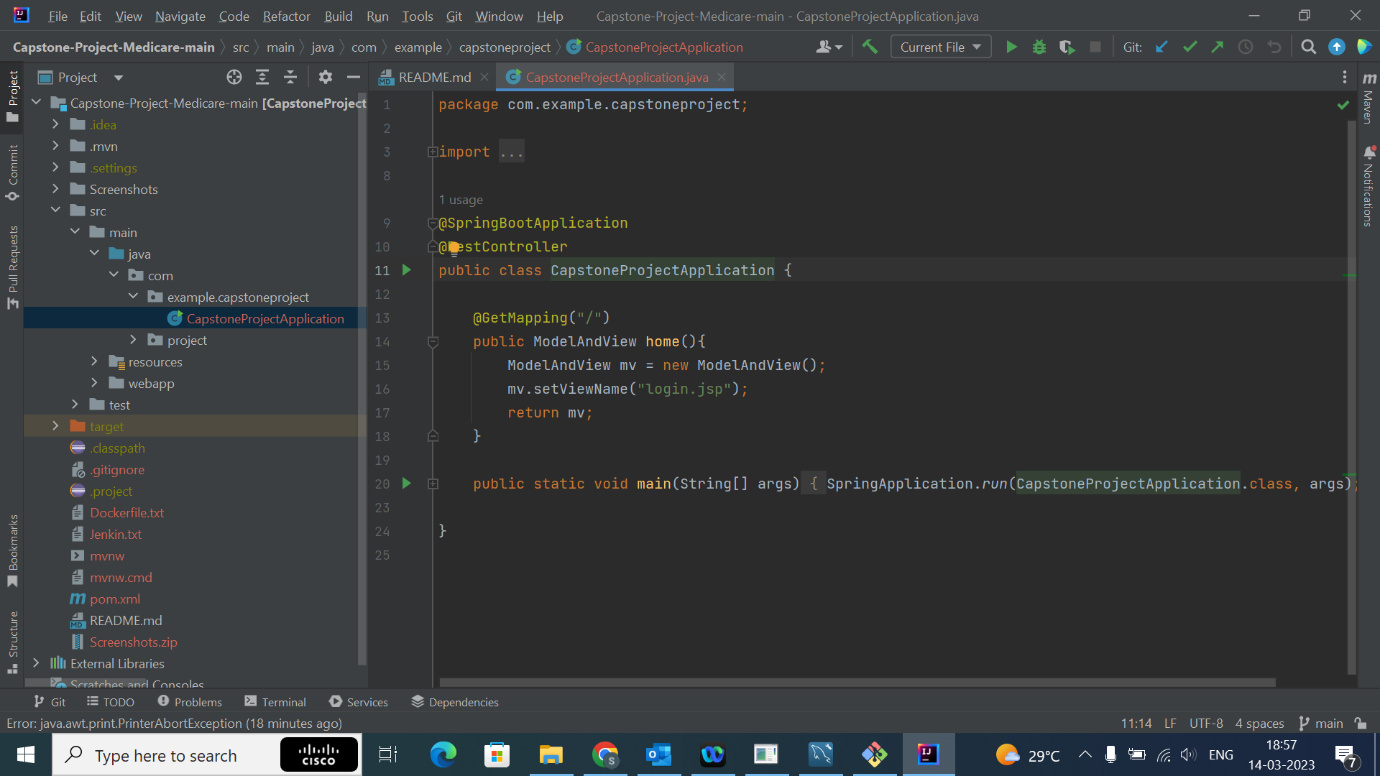 File Edit View Navigate Code Refactor Build Run Tools Git Window Help Capstone-Project-Medicare-main - CapstoneProjectApplication.java
Capstone-Project-Medicare-main src main java com example capstoneproject CapstoneProjectApplication Current File Git:
Project
README.md CapstoneProjectApplication.java
Project
Commit
Pull Requests
Bookmarks
Structure
Capstone-Project-Medicare-main [CapstoneProject
.idea
.mvn
.settings
Screenshots
src
main
java
com
example.capstoneproject
CapstoneProjectApplication
project
resources
webapp
test
target
.classpath
.gitignore
.project
Dockerfile.txt
Jenkin.txt
mvnw
mvnw.cmd
pom.xml
README.md
Screenshots.zip
External Libraries
Scratches and Consoles
1 package com.example.capstoneproject;
2
3 import ...
8
1 usage
9 @SpringBootApplication
10 @RestController
11 public class CapstoneProjectApplication {
12
13 @GetMapping("/")
14 public ModelAndView home(){
15 ModelAndView mv = new ModelAndView();
16 mv.setViewName("login.jsp");
17 return mv;
18 }
19
20 public static void main(String[] args) { SpringApplication.run(CapstoneProjectApplication.class, args);
23
24 }
25
Maven
Notifications
Git TODO Problems Terminal Services Dependencies
Error: java.awt.print.PrinterAbortException (18 minutes ago) 11:14 LF UTF-8 4 spaces main
Type here to search
CISCO
29°C ENG
18:57
14-03-2023
7